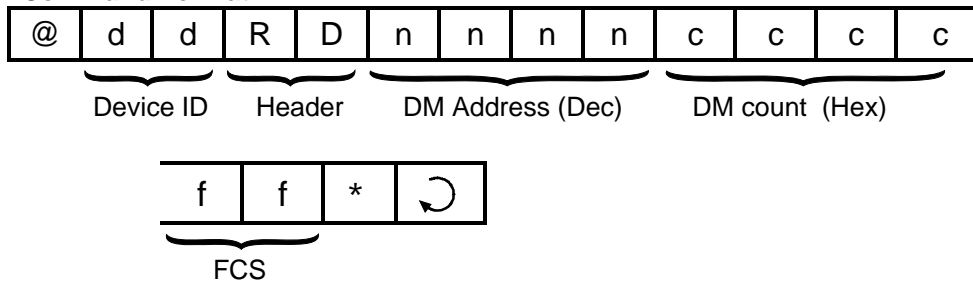 @ d d R D n n n n c c c c
Device ID Header DM Address (Dec) DM count (Hex)
f f *
FCS